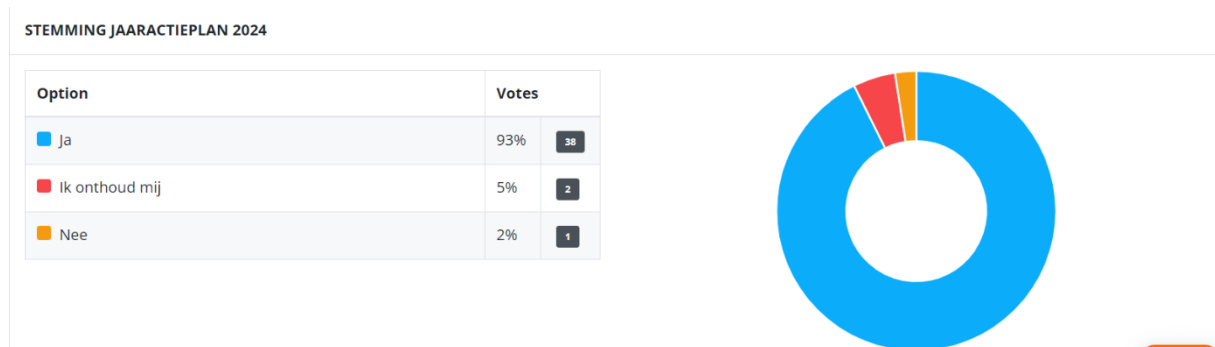 STEMMING JAARACTIEPLAN 2024
Option Votes
Ja 93% 38
Ik onthoud mij 5% 2
Nee 2% 1